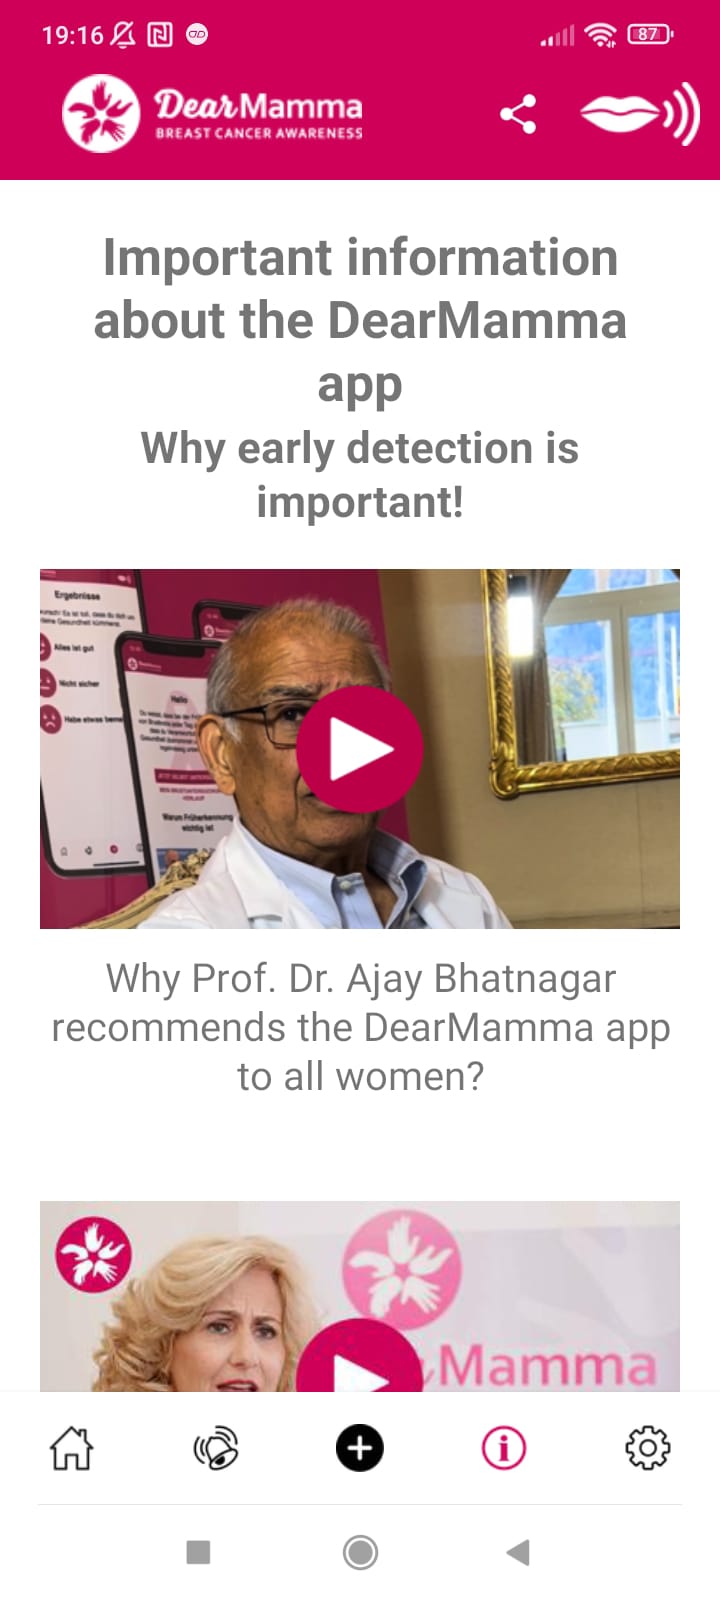 19:16
87
DearMamma
BREAST CANCER AWARENESS
Important information
about the DearMamma
app
Why early detection is
important!
Ergebnisse
Alles ist gut
Nicht sicher
Hallo
Warum Früherkennung
wichtig ist
Why Prof. Dr. Ajay Bhatnagar
recommends the DearMamma app
to all women?
Mamma